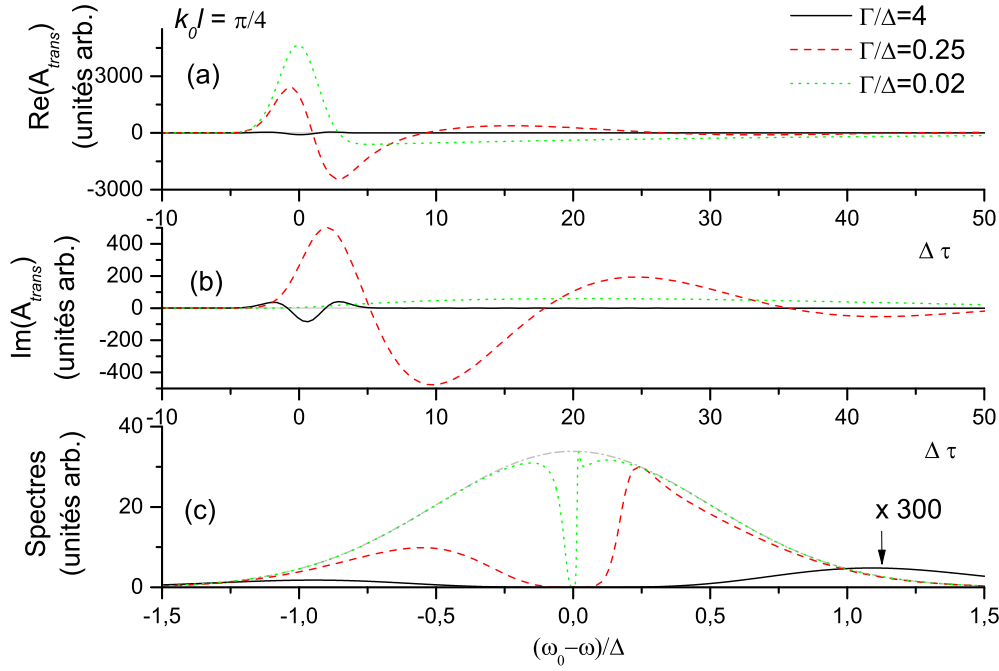 k₀l = π/4
Γ/Δ=4
Γ/Δ=0.25
Γ/Δ=0.02
(a)
Re(A_trans)
(unités arb.)
3000
0
-3000
-10 0 10 20 30 40 50
Δ τ
(b)
Im(A_trans)
(unités arb.)
400
200
0
-200
-400
-10 0 10 20 30 40 50
Δ τ
(c)
x 300
Spectres
(unités arb.)
40
20
0
-1,5 -1,0 -0,5 0,0 0,5 1,0 1,5
(ω₀-ω)/Δ